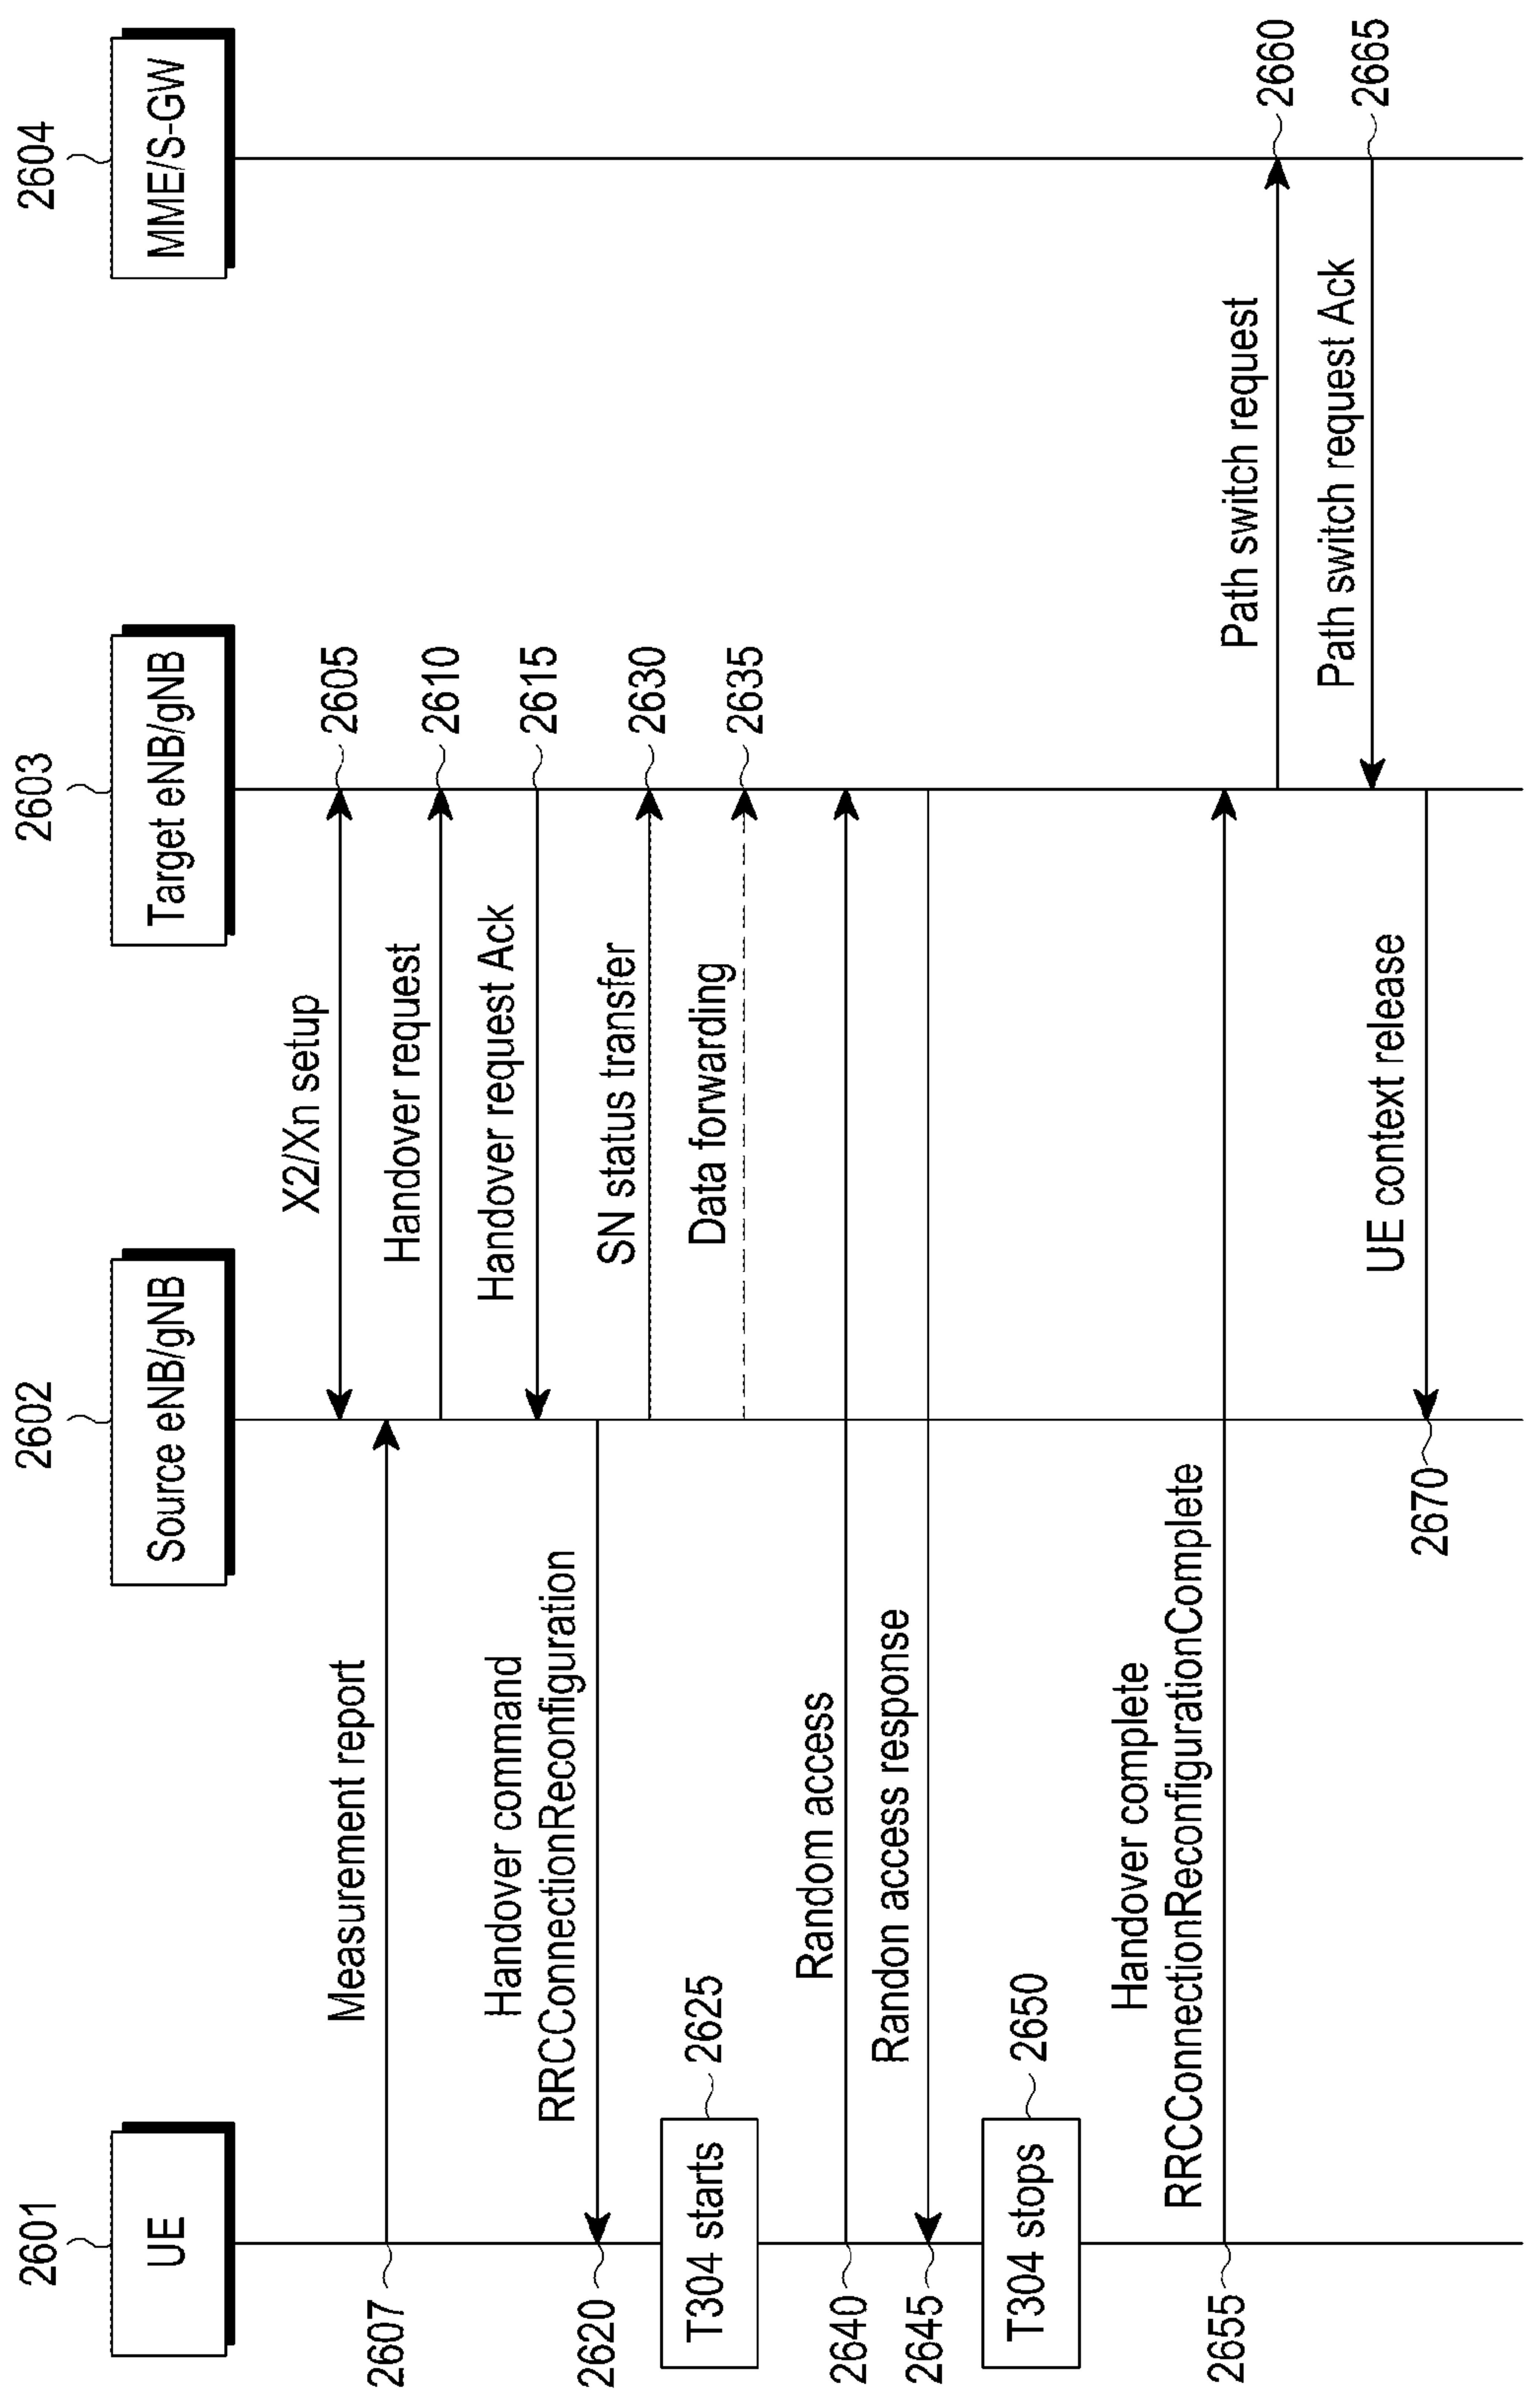 2601
2602
2603
2604
UE
Source eNB/gNB
Target eNB/gNB
MME/S-GW
X2/Xn setup
2605
2607
Measurement report
Handover request
2610
Handover request Ack
2615
2620
Handover command
RRCConnectionReconfiguration
T304 starts
2625
SN status transfer
2630
Data forwarding
2635
2640
Random access
2645
Randon access response
T304 stops
2650
2655
Handover complete
RRCConnectionReconfigurationComplete
Path switch request
2660
Path switch request Ack
2665
UE context release
2670